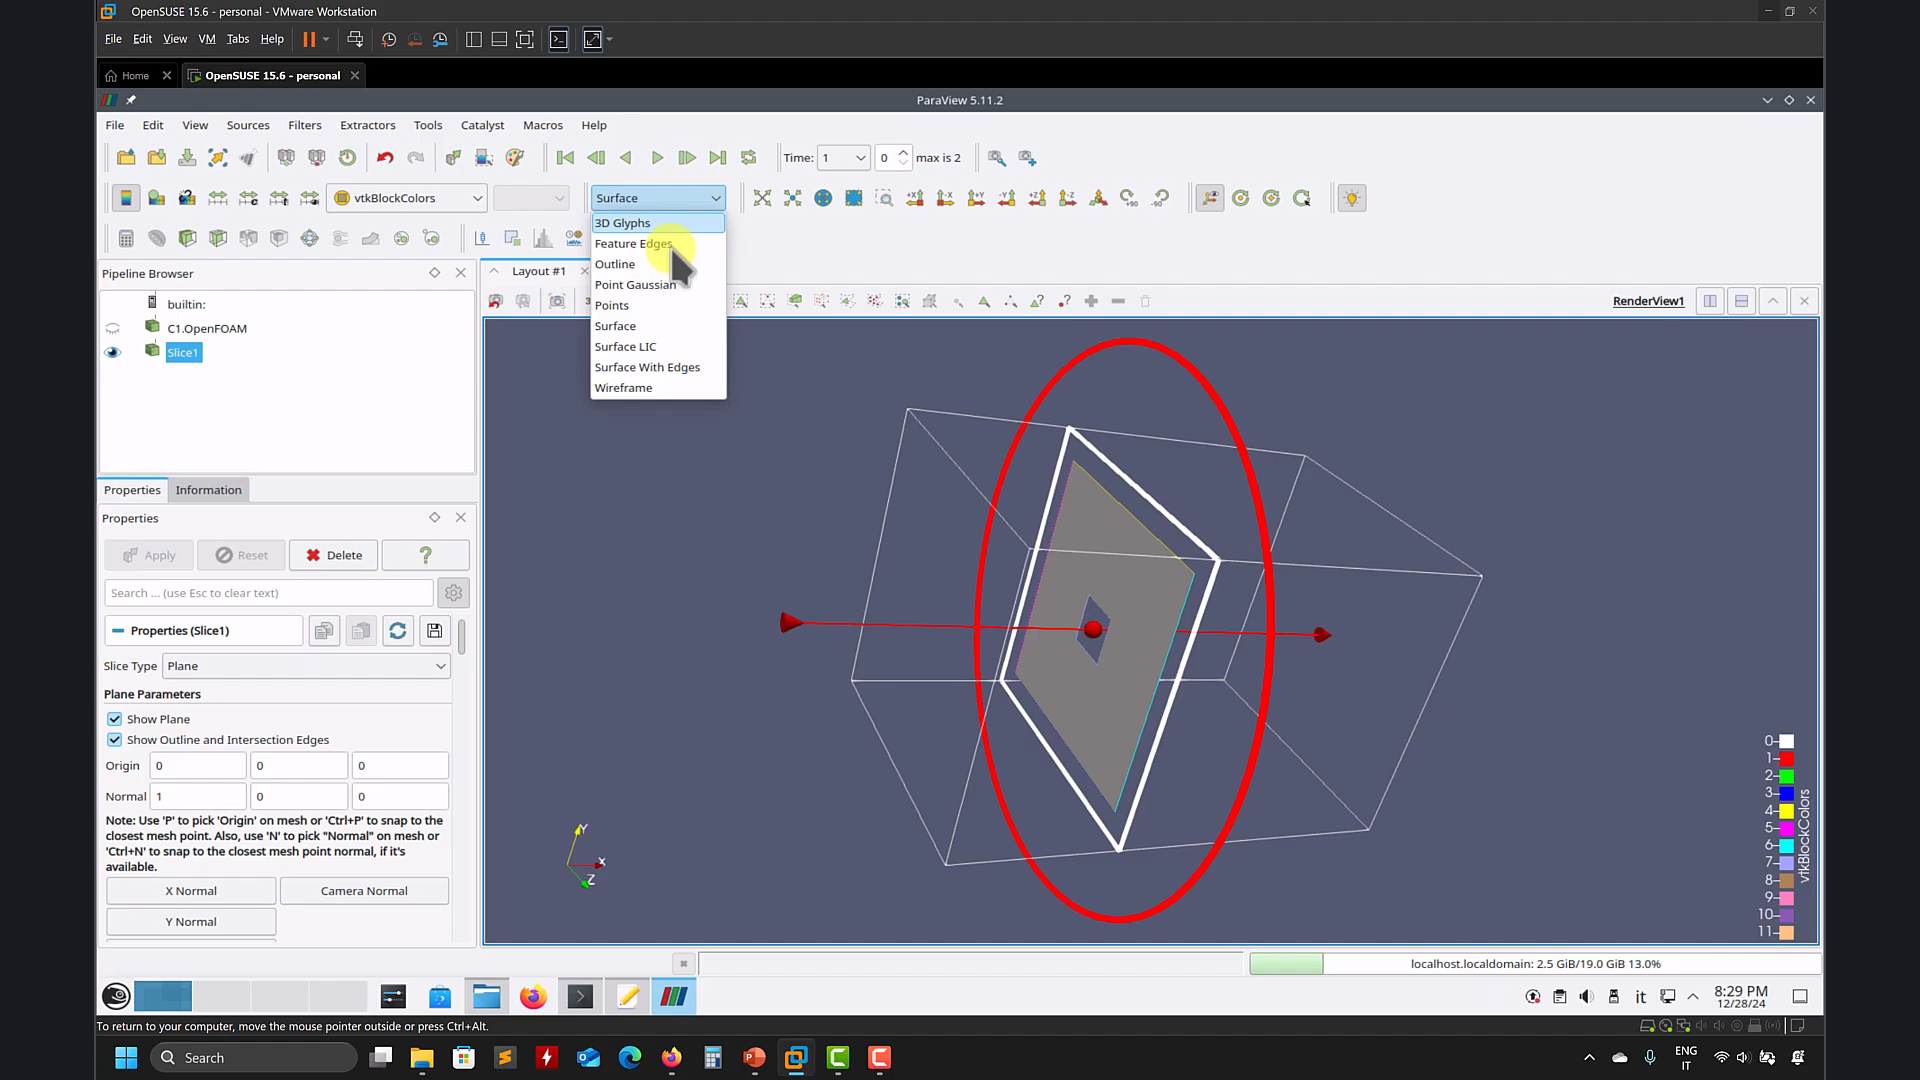 OpenSUSE 15.6 - personal - VMware Workstation
File Edit View VM Tabs Help
Home OpenSUSE 15.6 - personal
ParaView 5.11.2
File Edit View Sources Filters Extractors Tools Catalyst Macros Help
Time: 1 0 max is 2
vtkBlockColors Surface
+X -X +Y -Y +Z -Z +90 -90
3D Glyphs
Feature Edges
Outline
Point Gaussian
Points
Surface
Surface LIC
Surface With Edges
Wireframe
Pipeline Browser
builtin:
C1.OpenFOAM
Slice1
Layout #1
RenderView1
Properties Information
Properties
Apply Reset Delete ?
Search ... (use Esc to clear text)
Properties (Slice1)
Slice Type Plane
Plane Parameters
Show Plane
Show Outline and Intersection Edges
Origin 0 0 0
Normal 1 0 0
Note: Use 'P' to pick 'Origin' on mesh or 'Ctrl+P' to snap to the
closest mesh point. Also, use 'N' to pick "Normal" on mesh or
'Ctrl+N' to snap to the closest mesh point normal, if it's
available.
X Normal Camera Normal
Y Normal
Y
X
Z
0
1
2
3
4
5
6
7
8
9
10
11
vtkBlockColors
localhost.localdomain: 2.5 GiB/19.0 GiB 13.0%
it
8:29 PM
12/28/24
To return to your computer, move the mouse pointer outside or press Ctrl+Alt.
Search
ENG
IT